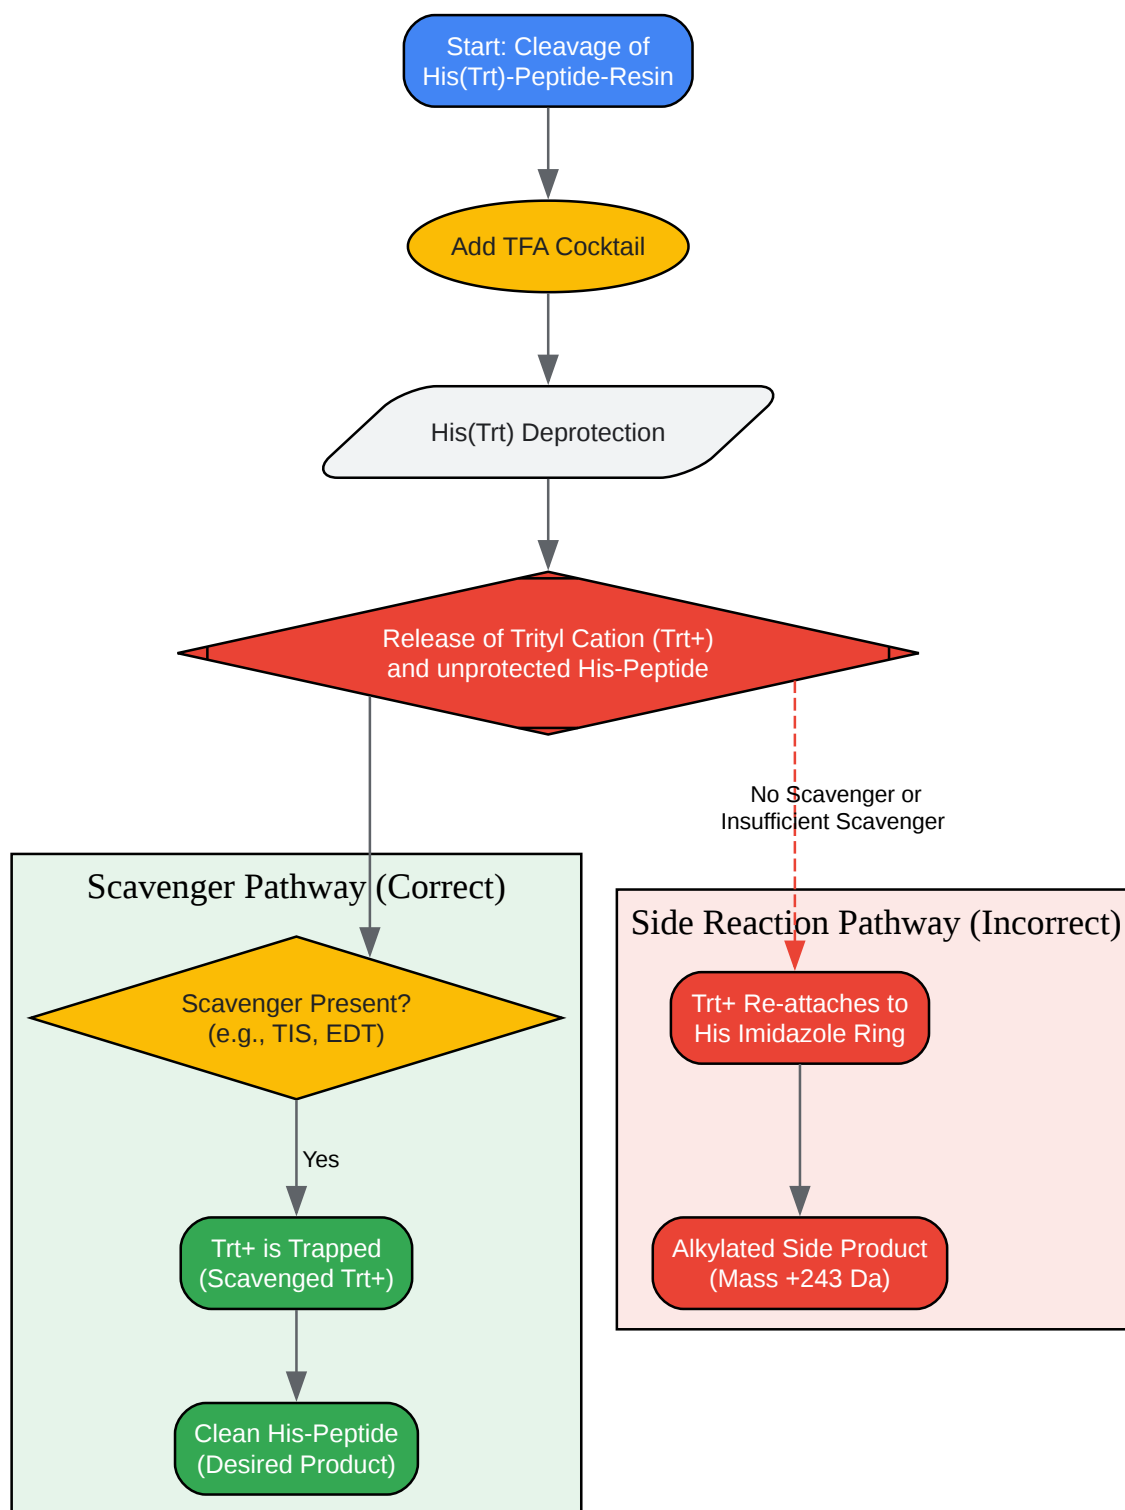 Start: Cleavage of
His(Trt)-Peptide-Resin
Add TFA Cocktail
His(Trt) Deprotection
Release of Trityl Cation (Trt+)
and unprotected His-Peptide
No Scavenger or
Insufficient Scavenger
Scavenger Pathway (Correct)
Scavenger Present?
(e.g., TIS, EDT)
Yes
Trt+ is Trapped
(Scavenged Trt+)
Clean His-Peptide
(Desired Product)
Side Reaction Pathway (Incorrect)
Trt+ Re-attaches to
His Imidazole Ring
Alkylated Side Product
(Mass +243 Da)